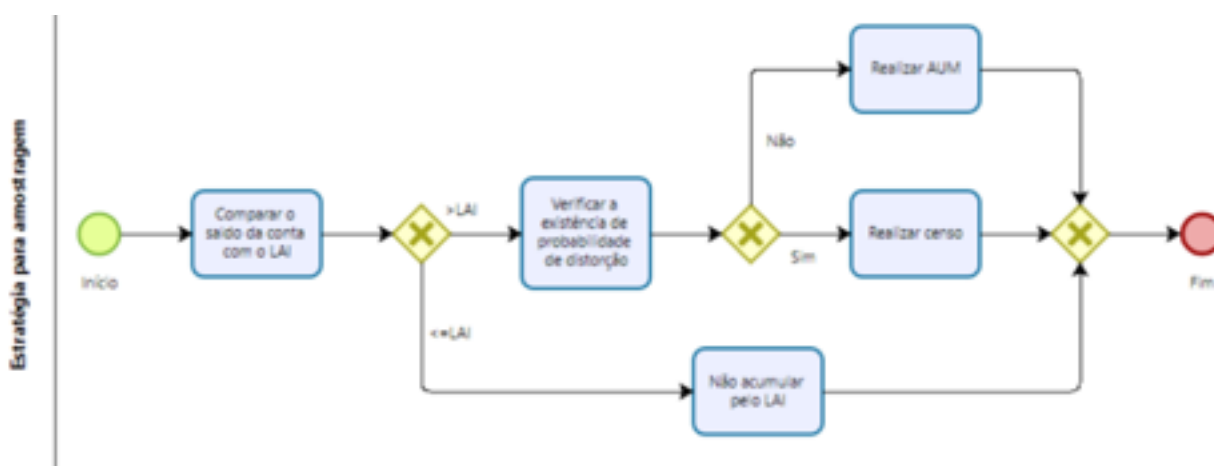 Estratégia para amostragem
Início
Comparar o
saldo da conta
com o LAI
>LAI
<=LAI
Verificar a
existência de
probabilidade
de distorção
Não
Sim
Realizar AUM
Realizar censo
Não acumular
pelo LAI
Fim